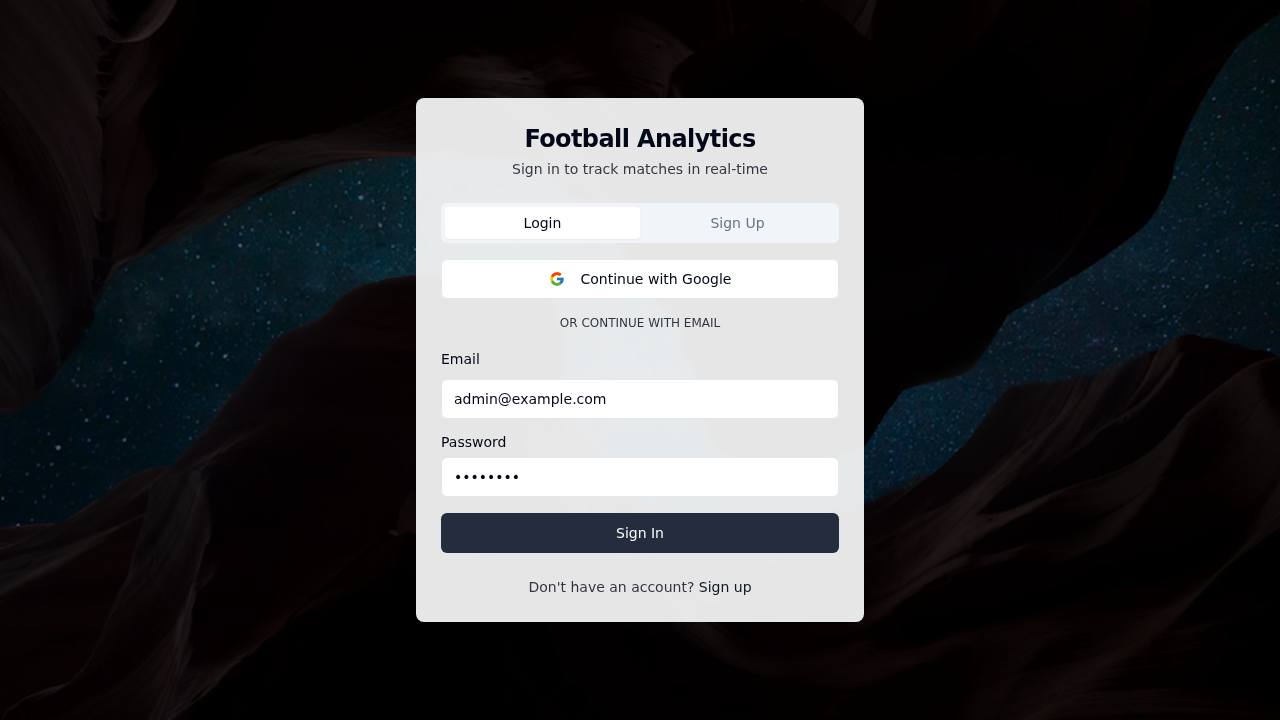 Football Analytics
Sign in to track matches in real-time
Login
Sign Up
Continue with Google
OR CONTINUE WITH EMAIL
Email
admin@example.com
Password
••••••••
Sign In
Don't have an account? Sign up